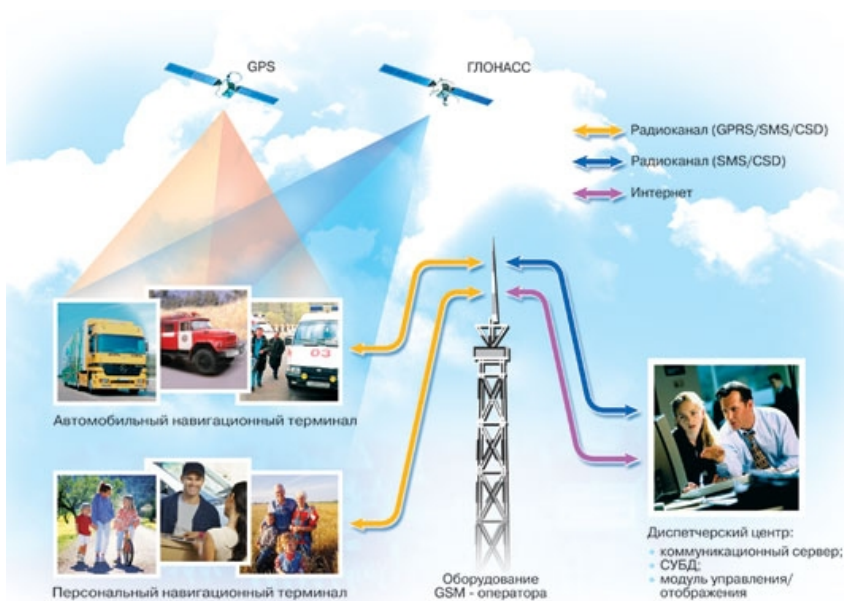 GPS
ГЛОНАСС
Радиоканал (GPRS/SMS/CSD)
Радиоканал (SMS/CSD)
Интернет
03
Автомобильный навигационный терминал
Персональный навигационный терминал
Оборудование
GSM - оператора
Диспетчерский центр:
коммуникационный сервер;
СУБД;
модуль управления/
отображения